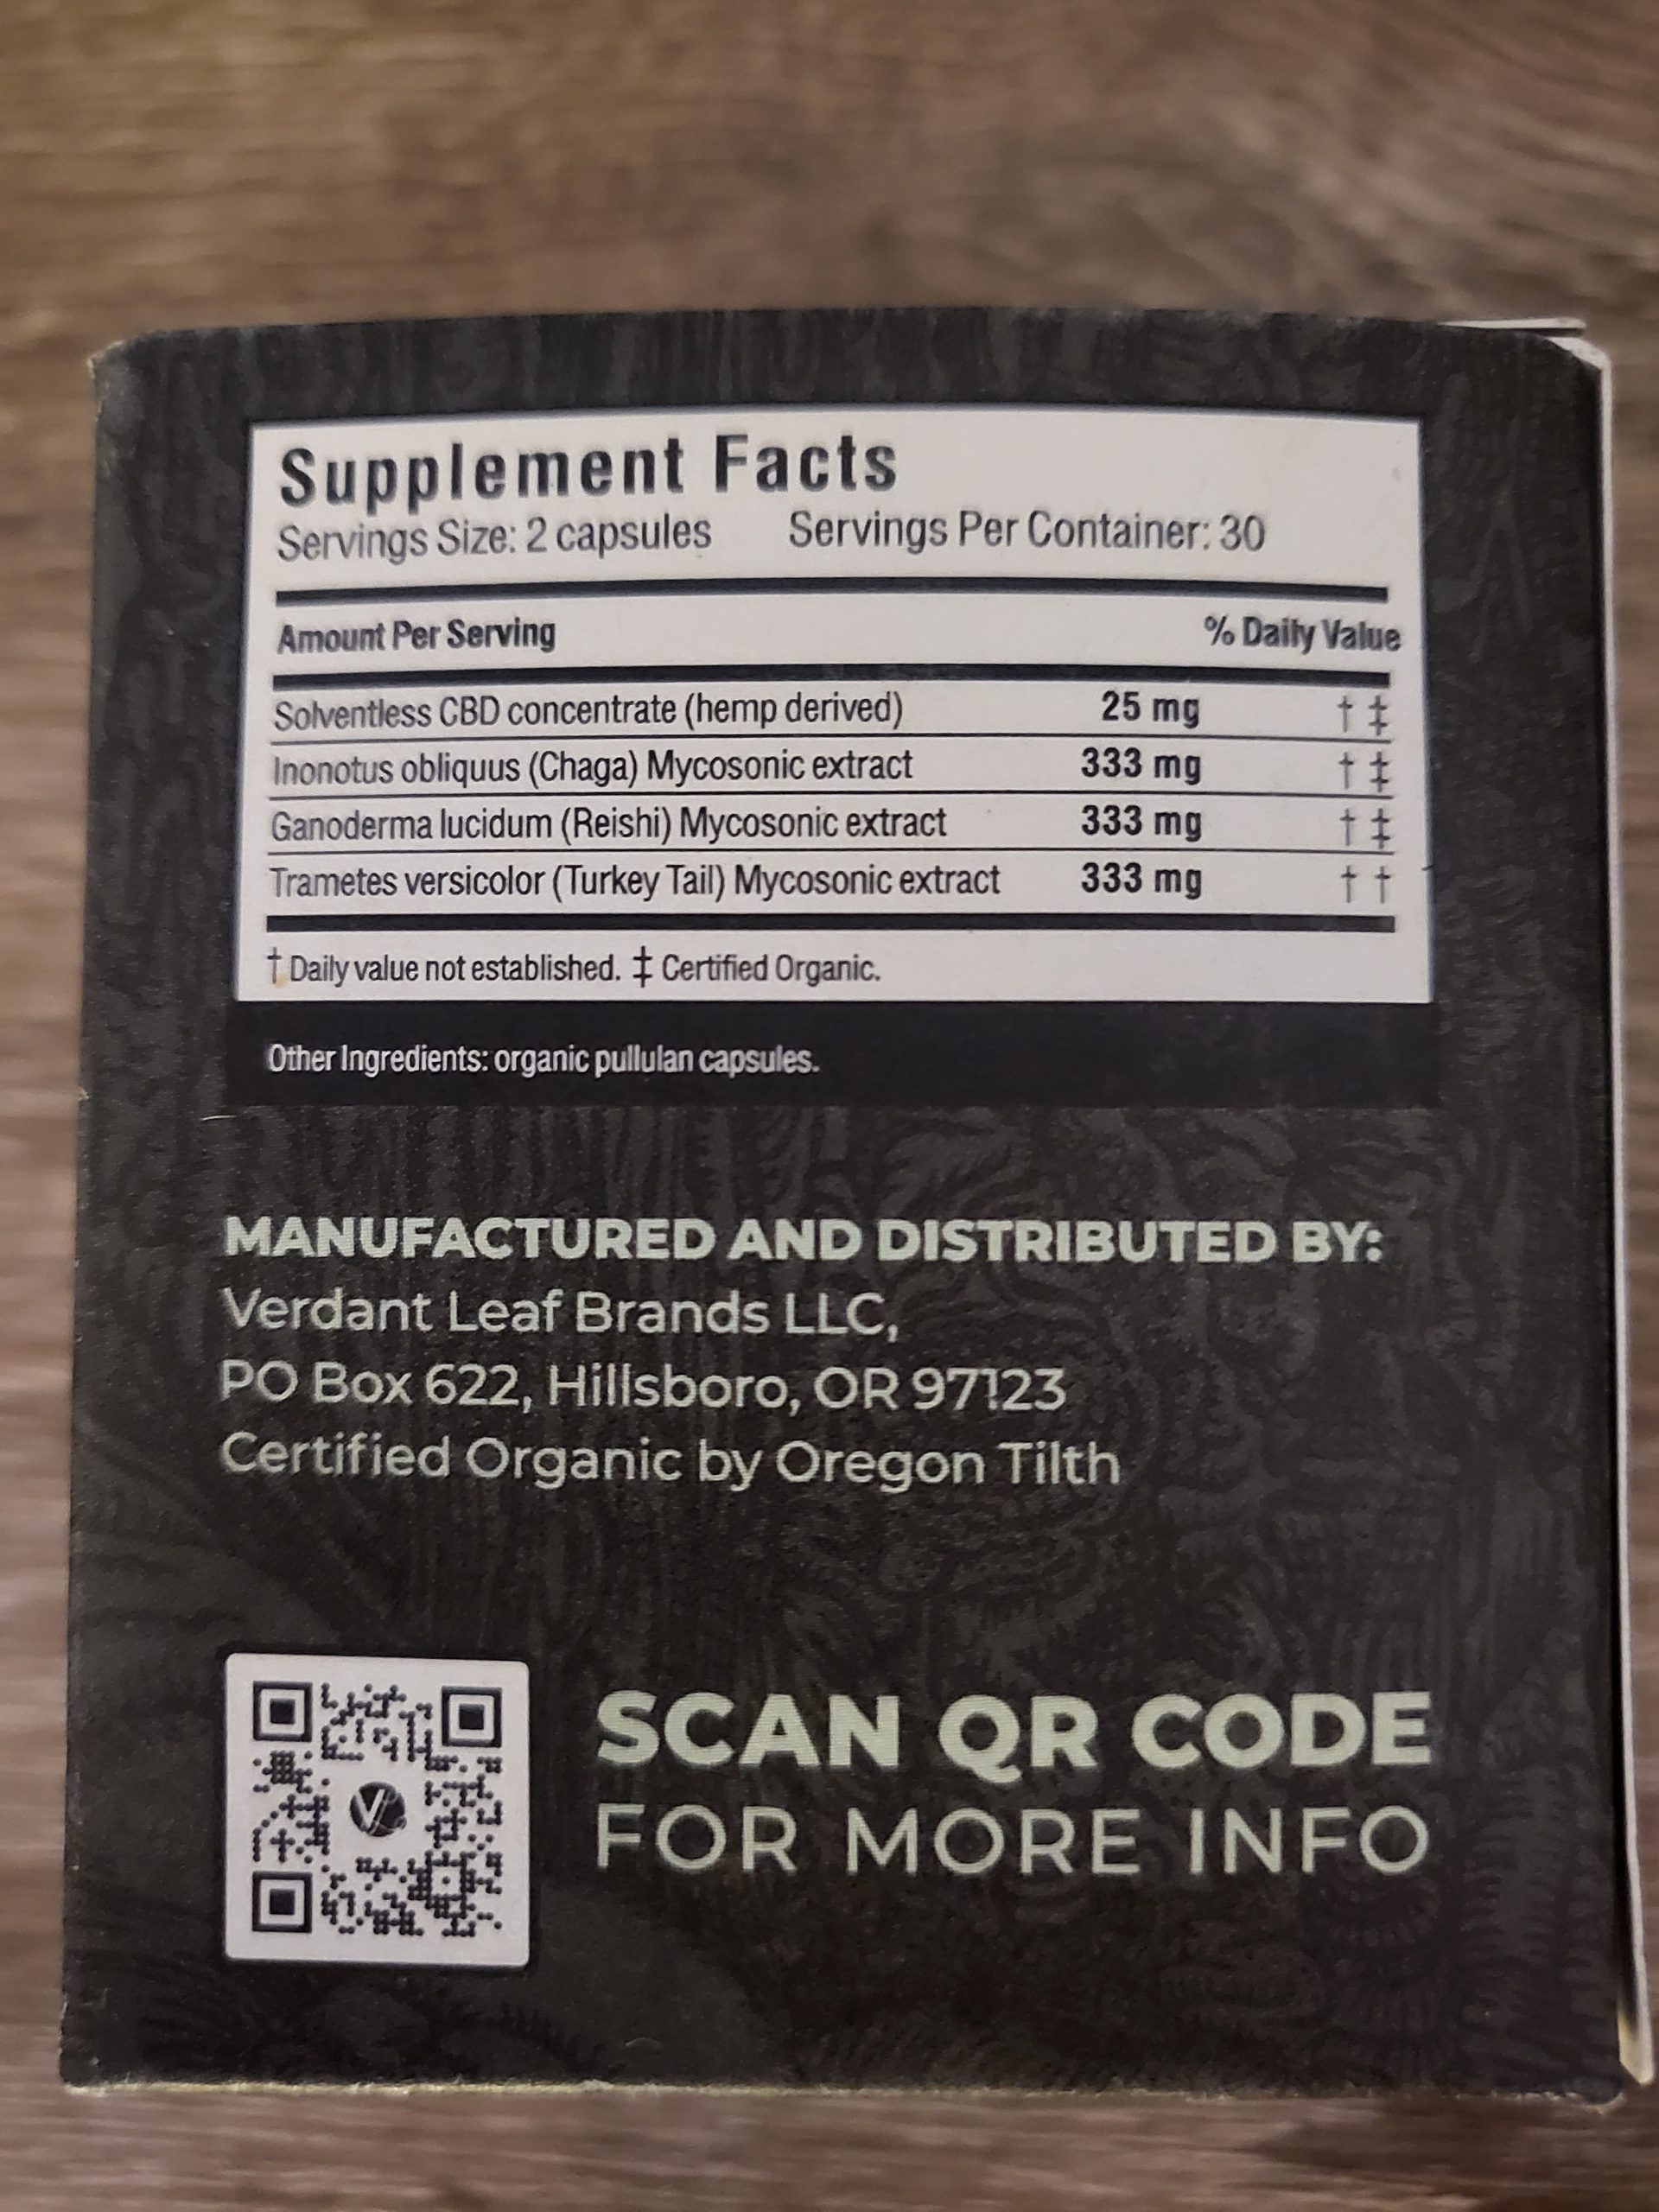 Supplement Facts
Servings Size: 2 capsules Servings Per Container: 30
Amount Per Serving % Daily Value
Solventless CBD concentrate (hemp derived) 25 mg † ‡
Inonotus obliquus (Chaga) Mycosonic extract 333 mg † ‡
Ganoderma lucidum (Reishi) Mycosonic extract 333 mg † ‡
Trametes versicolor (Turkey Tail) Mycosonic extract 333 mg † †
† Daily value not established. ‡ Certified Organic.
Other Ingredients: organic pullulan capsules.
MANUFACTURED AND DISTRIBUTED BY:
Verdant Leaf Brands LLC,
PO Box 622, Hillsboro, OR 97123
Certified Organic by Oregon Tilth
SCAN QR CODE
FOR MORE INFO